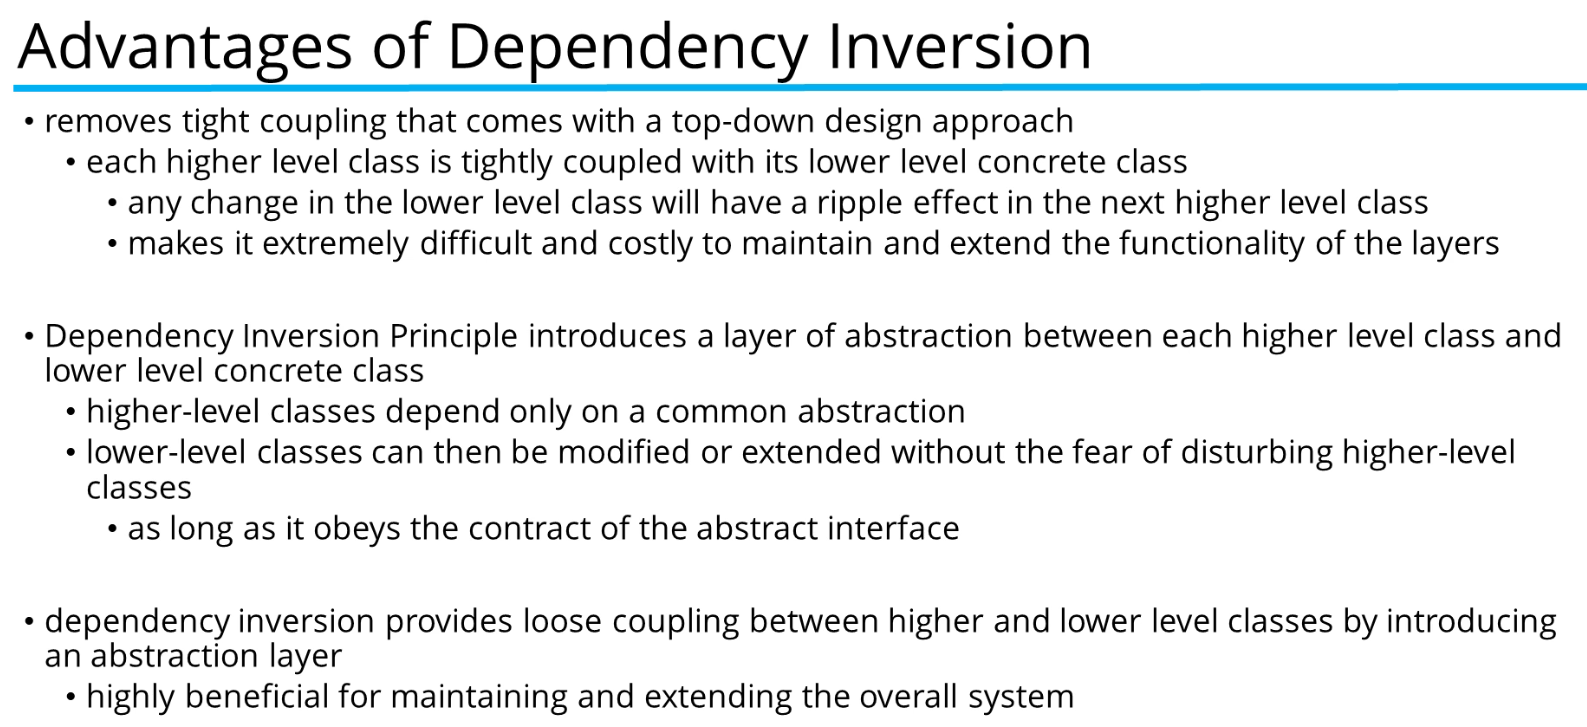 Advantages of Dependency Inversion
• removes tight coupling that comes with a top-down design approach
• each higher level class is tightly coupled with its lower level concrete class
• any change in the lower level class will have a ripple effect in the next higher level class
• makes it extremely difficult and costly to maintain and extend the functionality of the layers
• Dependency Inversion Principle introduces a layer of abstraction between each higher level class and
lower level concrete class
• higher-level classes depend only on a common abstraction
• lower-level classes can then be modified or extended without the fear of disturbing higher-level
classes
• as long as it obeys the contract of the abstract interface
• dependency inversion provides loose coupling between higher and lower level classes by introducing
an abstraction layer
• highly beneficial for maintaining and extending the overall system